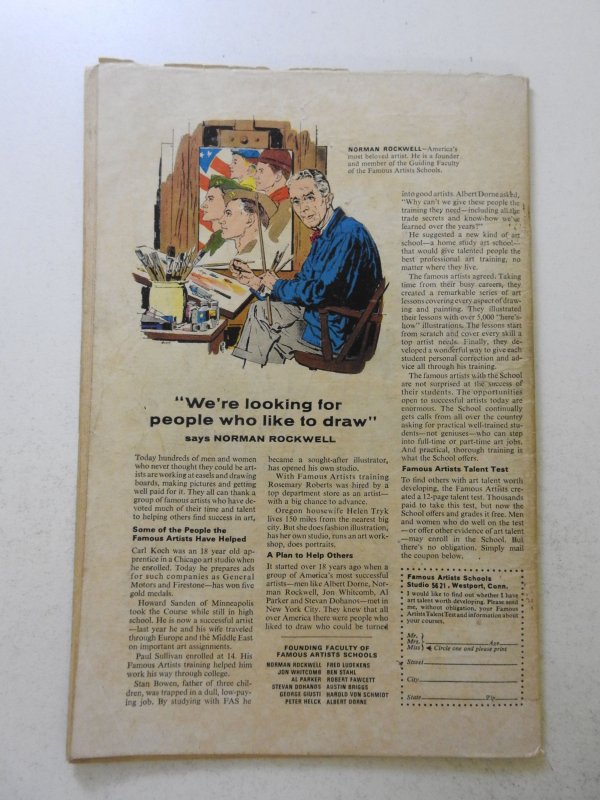 NORMAN ROCKWELL—America's
most beloved artist. He is a founder
and member of the Guiding Faculty
of the Famous Artists Schools.
"We're looking for
people who like to draw"
says NORMAN ROCKWELL
Today hundreds of men and women
who never thought they could be art-
ists are working at easels and drawing
boards, making pictures and getting
well paid for it. They all can thank a
group of famous artists who have de-
voted much of their time and talent
to helping others find success in art.
Some of the People the
Famous Artists Have Helped
Carl Koch was an 18 year old ap-
prentice in a Chicago art studio when
he enrolled. Today he prepares ads
for such companies as General
Motors and Firestone—has won five
gold medals.
Howard Sanden of Minneapolis
took the Course while still in high
school. He is now a successful artist
—last year he and his wife traveled
through Europe and the Middle East
on important art assignments.
Paul Sullivan enrolled at 14. His
Famous Artists training helped him
work his way through college.
Stan Bowen, father of three chil-
dren, was trapped in a dull, low-pay-
ing job. By studying with FAS he
became a sought-after illustrator,
has opened his own studio.
With Famous Artists training
Rosemary Roberts was hired by a
top department store as an artist—
with a big chance to advance.
Oregon housewife Helen Tryk
lives 150 miles from the nearest big
city. But she does fashion illustration,
has her own studio, runs an art work-
shop, does portraits.
A Plan to Help Others
It started over 18 years ago when a
group of America's most successful
artists—men like Albert Dorne, Nor-
man Rockwell, Jon Whitcomb, Al
Parker and Stevan Dohanos—met in
New York City. They knew that all
over America there were people who
liked to draw who could be turned
FOUNDING FACULTY OF
FAMOUS ARTISTS SCHOOLS
NORMAN ROCKWELL FRED LUDEKENS
JON WHITCOMB BEN STAHL
AL PARKER ROBERT FAWCETT
STEVAN DOHANOS AUSTIN BRIGGS
GEORGE GIUSTI HAROLD VON SCHMIDT
PETER HELCK ALBERT DORNE
into good artists. Albert Dorne asked,
"Why can't we give these people the
training they need—including all the
trade secrets and know-how we've
learned over the years?"
He suggested a new kind of art
school—a home study art school—
that would give talented people the
best professional art training, no
matter where they live.
The famous artists agreed. Taking
time from their busy careers, they
created a remarkable series of art
lessons covering every aspect of draw-
ing and painting. They illustrated
their lessons with over 5,000 "here's-
how" illustrations. The lessons start
from scratch and cover every skill a
top artist needs. Finally, they de-
veloped a wonderful way to give each
student personal correction and ad-
vice all through his training.
The famous artists with the School
are not surprised at the success of
their students. The opportunities
open to successful artists today are
enormous. The School continually
gets calls from all over the country
asking for practical well-trained stu-
dents—not geniuses—who can step
into full-time or part-time art jobs.
And practical, thorough training is
what the School offers.
Famous Artists Talent Test
To find others with art talent worth
developing, the Famous Artists cre-
ated a 12-page talent test. Thousands
paid to take this test, but now the
School offers and grades it free. Men
and women who do well on the test
—or offer other evidence of art talent
—may enroll in the School. But
there's no obligation. Simply mail
the coupon below.
Famous Artists Schools
Studio 5621, Westport, Conn.
I would like to find out whether I have
art talent worth developing. Please send
me, without obligation, your Famous
Artists Talent Test and information about
your courses.
Mr.
Mrs. Age
Miss Circle one and please print
Street
City
State Zip